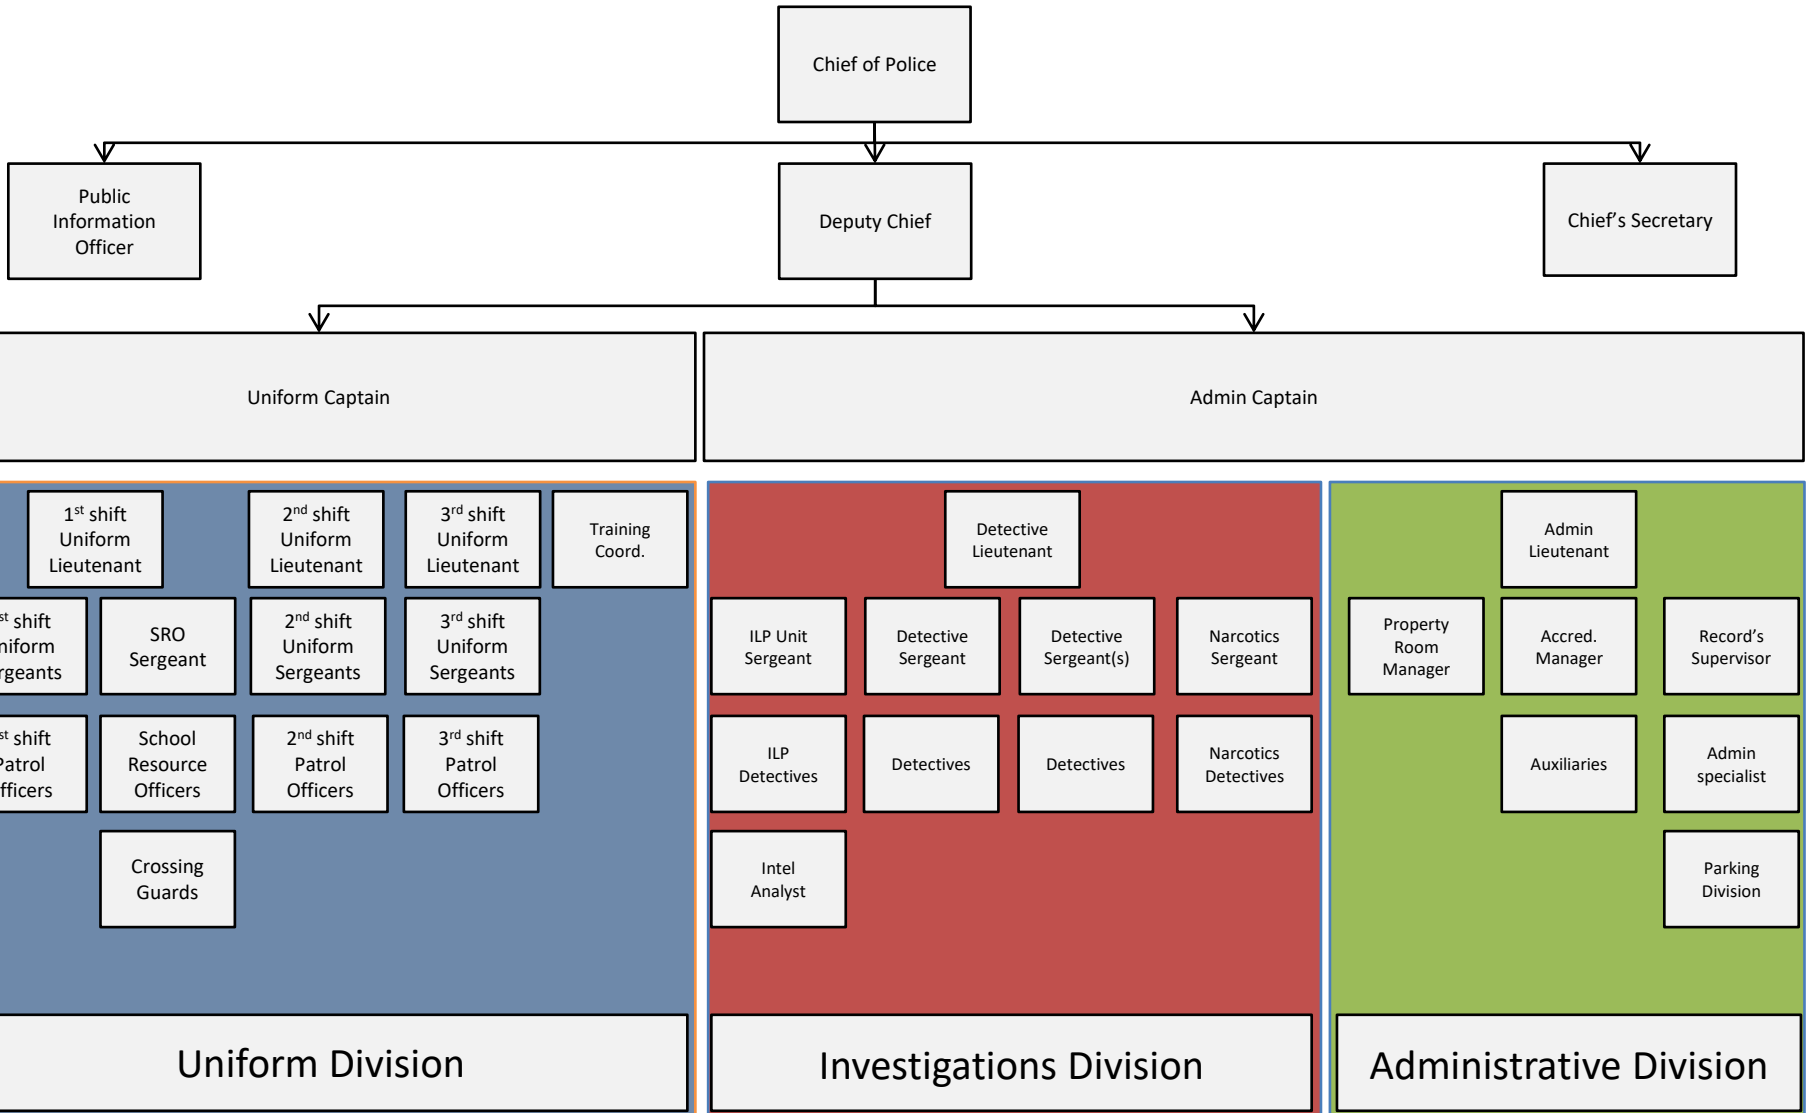 Chief of Police
Public
Information
Officer
Deputy Chief
Chief’s Secretary
Uniform Captain
Admin Captain
1st shift
Uniform
Lieutenant
2nd shift
Uniform
Lieutenant
3rd shift
Uniform
Lieutenant
Training
Coord.
Detective
Lieutenant
Admin
Lieutenant
shift
SRO
Sergeant
2nd shift
Uniform
Sergeants
3rd shift
Uniform
Sergeants
ILP Unit
Sergeant
Detective
Sergeant
Detective
Sergeant(s)
Narcotics
Sergeant
Property
Room
Manager
Accred.
Manager
Record’s
Supervisor
shift
School
Resource
Officers
2nd shift
Patrol
Officers
3rd shift
Patrol
Officers
ILP
Detectives
Detectives
Detectives
Narcotics
Detectives
Auxiliaries
Admin
specialist
Crossing
Guards
Intel
Analyst
Parking
Division
Uniform Division
Investigations Division
Administrative Division